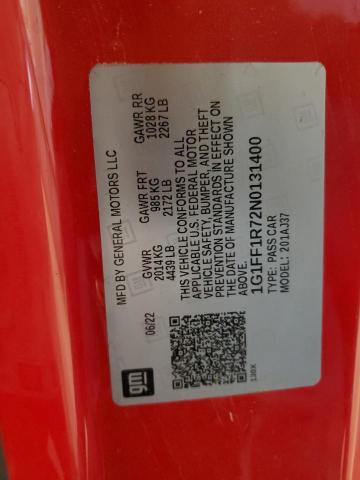 MFD BY GENERAL MOTORS LLC
06/22
GVWR GAWR FRT GAWR RR
2014 KG 985 KG 1028 KG
4439 LB 2172 LB 2267 LB
THIS VEHICLE CONFORMS TO ALL
APPLICABLE U.S. FEDERAL MOTOR
VEHICLE SAFETY, BUMPER, AND THEFT
PREVENTION STANDARDS IN EFFECT ON
THE DATE OF MANUFACTURE SHOWN
ABOVE.
1G1FF1R72N0131400
TYPE: PASS CAR
MODEL: 201AJ37
gm